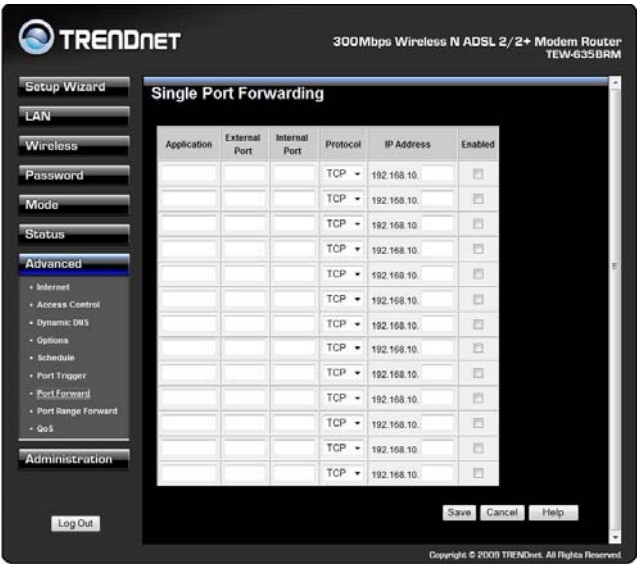 TRENDNET
300Mbps Wireless N ADSL 2/2+ Modem Router
TEW-635BRM
Setup Wizard
LAN
Wireless
Password
Mode
Status
Advanced
• Internet
• Access Control
• Dynamic DNS
• Options
• Schedule
• Port Trigger
• Port Forward
• Port Range Forward
• QoS
Administration
Log Out
Single Port Forwarding
Application External Port Internal Port Protocol IP Address Enabled
TCP 192.168.10.
TCP 192.168.10.
TCP 192.168.10.
TCP 192.168.10.
TCP 192.168.10.
TCP 192.168.10.
TCP 192.168.10.
TCP 192.168.10.
TCP 192.168.10.
TCP 192.168.10.
TCP 192.168.10.
TCP 192.168.10.
TCP 192.168.10.
Save Cancel Help
Copyright © 2009 TRENDnet. All Rights Reserved.